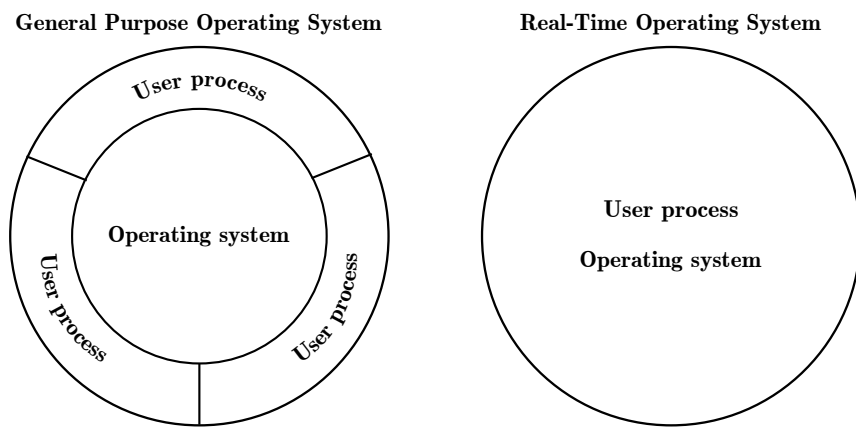 General Purpose Operating System
User process
Operating system
User process
User process
Real-Time Operating System
User process
Operating system